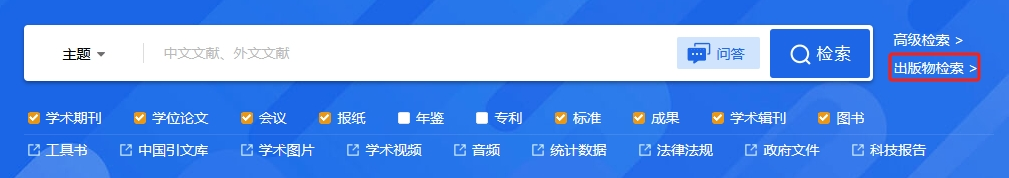 主题 中文文献、外文文献 问答 检索 高级检索 >
出版物检索 >
学术期刊 学位论文 会议 报纸 年鉴 专利 标准 成果 学术辑刊 图书
工具书 中国引文库 学术图片 学术视频 音频 统计数据 法律法规 政府文件 科技报告